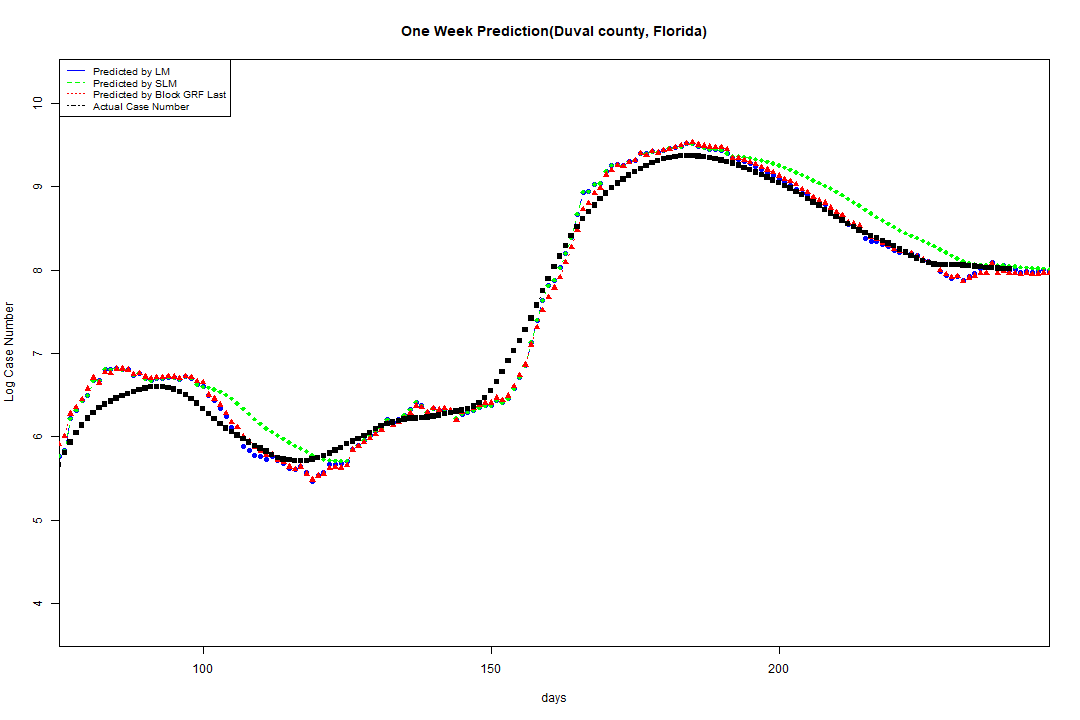 One Week Prediction(Duval county, Florida)
Predicted by LM
Predicted by SLM
Predicted by Block GRF Last
Actual Case Number
Log Case Number
10
9
8
7
6
5
4
100 150 200
days